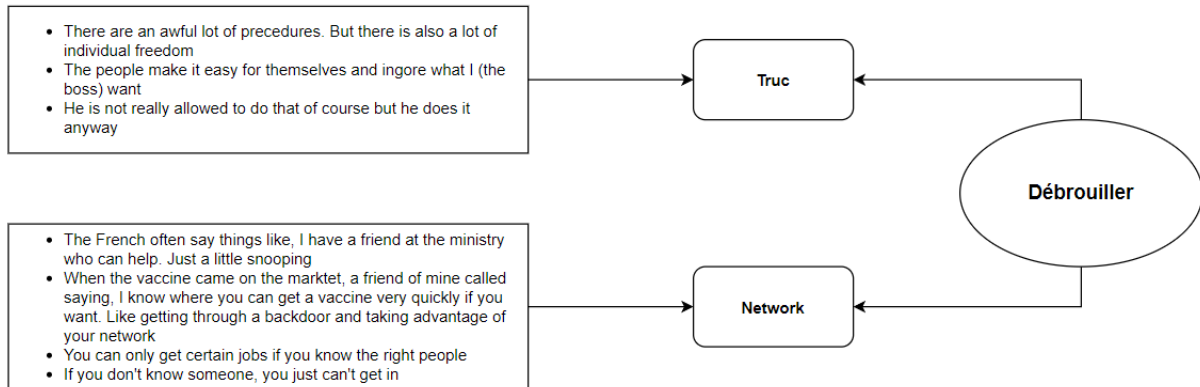 • There are an awful lot of precedures. But there is also a lot of
individual freedom
• The people make it easy for themselves and ingore what I (the
boss) want
• He is not really allowed to do that of course but he does it
anyway
Truc
Débrouiller
• The French often say things like, I have a friend at the ministry
who can help. Just a little snooping
• When the vaccine came on the marktet, a friend of mine called
saying, I know where you can get a vaccine very quickly if you
want. Like getting through a backdoor and taking advantage of
your network
• You can only get certain jobs if you know the right people
• If you don't know someone, you just can't get in
Network